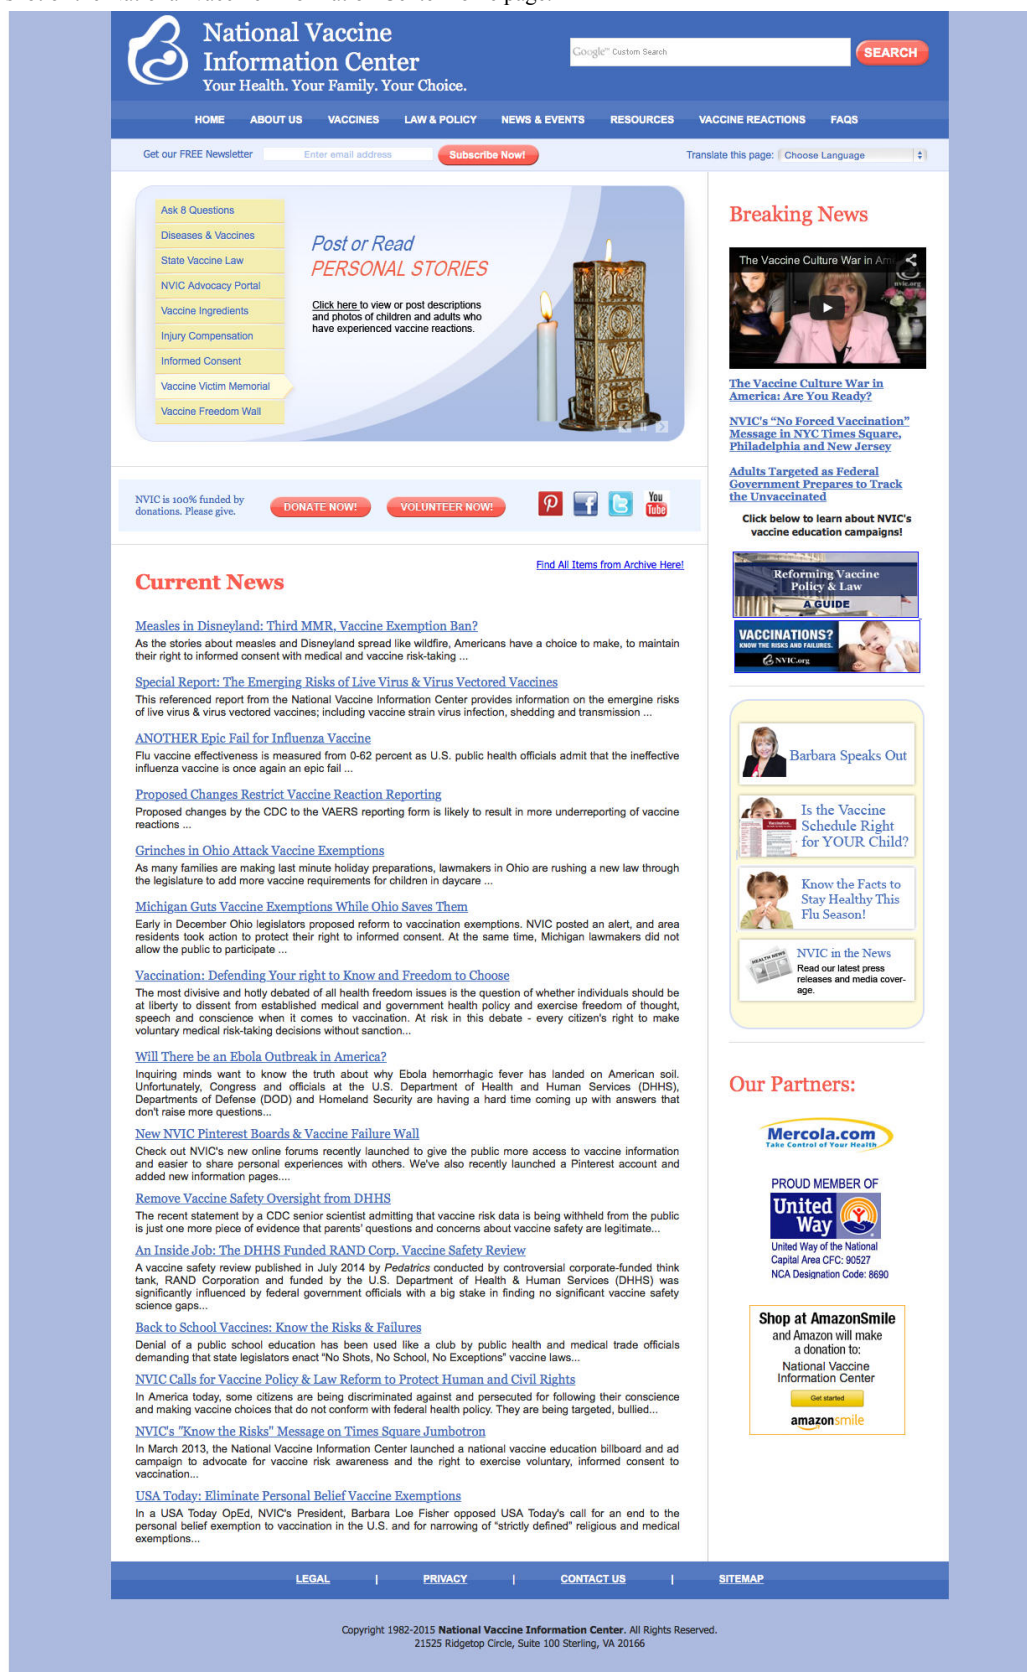 National Vaccine
Information Center
Your Health. Your Family. Your Choice.
Google™ Custom Search
SEARCH
HOME ABOUT US VACCINES LAW & POLICY NEWS & EVENTS RESOURCES VACCINE REACTIONS FAQS
Get our FREE Newsletter Enter email address Subscribe Now! Translate this page: Choose Language
Ask 8 Questions
Diseases & Vaccines
State Vaccine Law
NVIC Advocacy Portal
Vaccine Ingredients
Injury Compensation
Informed Consent
Vaccine Victim Memorial
Vaccine Freedom Wall
Post or Read
PERSONAL STORIES
Click here to view or post descriptions
and photos of children and adults who
have experienced vaccine reactions.
LOVE
NVIC is 100% funded by
donations. Please give.
DONATE NOW!
VOLUNTEER NOW!
You
Tube
Current News
Find All Items from Archive Here!
Measles in Disneyland: Third MMR, Vaccine Exemption Ban?
As the stories about measles and Disneyland spread like wildfire, Americans have a choice to make, to maintain
their right to informed consent with medical and vaccine risk-taking ...
Special Report: The Emerging Risks of Live Virus & Virus Vectored Vaccines
This referenced report from the National Vaccine Information Center provides information on the emergine risks
of live virus & virus vectored vaccines; including vaccine strain virus infection, shedding and transmission ...
ANOTHER Epic Fail for Influenza Vaccine
Flu vaccine effectiveness is measured from 0-62 percent as U.S. public health officials admit that the ineffective
influenza vaccine is once again an epic fail ...
Proposed Changes Restrict Vaccine Reaction Reporting
Proposed changes by the CDC to the VAERS reporting form is likely to result in more underreporting of vaccine
reactions ...
Grinches in Ohio Attack Vaccine Exemptions
As many families are making last minute holiday preparations, lawmakers in Ohio are rushing a new law through
the legislature to add more vaccine requirements for children in daycare ...
Michigan Guts Vaccine Exemptions While Ohio Saves Them
Early in December Ohio legislators proposed reform to vaccination exemptions. NVIC posted an alert, and area
residents took action to protect their right to informed consent. At the same time, Michigan lawmakers did not
allow the public to participate ...
Vaccination: Defending Your right to Know and Freedom to Choose
The most divisive and hotly debated of all health freedom issues is the question of whether individuals should be
at liberty to dissent from established medical and government health policy and exercise freedom of thought,
speech and conscience when it comes to vaccination. At risk in this debate - every citizen's right to make
voluntary medical risk-taking decisions without sanction...
Will There be an Ebola Outbreak in America?
Inquiring minds want to know the truth about why Ebola hemorrhagic fever has landed on American soil.
Unfortunately, Congress and officials at the U.S. Department of Health and Human Services (DHHS),
Departments of Defense (DOD) and Homeland Security are having a hard time coming up with answers that
don't raise more questions...
New NVIC Pinterest Boards & Vaccine Failure Wall
Check out NVIC's new online forums recently launched to give the public more access to vaccine information
and easier to share personal experiences with others. We've also recently launched a Pinterest account and
added new information pages....
Remove Vaccine Safety Oversight from DHHS
The recent statement by a CDC senior scientist admitting that vaccine risk data is being withheld from the public
is just one more piece of evidence that parents' questions and concerns about vaccine safety are legitimate...
An Inside Job: The DHHS Funded RAND Corp. Vaccine Safety Review
A vaccine safety review published in July 2014 by Pedatrics conducted by controversial corporate-funded think
tank, RAND Corporation and funded by the U.S. Department of Health & Human Services (DHHS) was
significantly influenced by federal government officials with a big stake in finding no significant vaccine safety
science gaps...
Back to School Vaccines: Know the Risks & Failures
Denial of a public school education has been used like a club by public health and medical trade officials
demanding that state legislators enact "No Shots, No School, No Exceptions" vaccine laws...
NVIC Calls for Vaccine Policy & Law Reform to Protect Human and Civil Rights
In America today, some citizens are being discriminated against and persecuted for following their conscience
and making vaccine choices that do not conform with federal health policy. They are being targeted, bullied...
NVIC's "Know the Risks" Message on Times Square Jumbotron
In March 2013, the National Vaccine Information Center launched a national vaccine education billboard and ad
campaign to advocate for vaccine risk awareness and the right to exercise voluntary, informed consent to
vaccination...
USA Today: Eliminate Personal Belief Vaccine Exemptions
In a USA Today OpEd, NVIC's President, Barbara Loe Fisher opposed USA Today's call for an end to the
personal belief exemption to vaccination in the U.S. and for narrowing of "strictly defined" religious and medical
exemptions...
Breaking News
The Vaccine Culture War in Am
nvic.org
The Vaccine Culture War in
America: Are You Ready?
NVIC's “No Forced Vaccination”
Message in NYC Times Square,
Philadelphia and New Jersey
Adults Targeted as Federal
Government Prepares to Track
the Unvaccinated
Click below to learn about NVIC's
vaccine education campaigns!
Reforming Vaccine
Policy & Law
A GUIDE
VACCINATIONS?
KNOW THE RISKS AND FAILURES.
NVIC.org
Barbara Speaks Out
Is the Vaccine
Schedule Right
for YOUR Child?
Know the Facts to
Stay Healthy This
Flu Season!
HEALTH NEWS
NVIC in the News
Read our latest press
releases and media cover-
age.
Our Partners:
Mercola.com
Take Control of Your Health
PROUD MEMBER OF
United
Way
United Way of the National
Capital Area CFC: 90527
NCA Designation Code: 8690
Shop at AmazonSmile
and Amazon will make
a donation to:
National Vaccine
Information Center
Get started
amazonsmile
LEGAL | PRIVACY | CONTACT US | SITEMAP
Copyright 1982-2015 National Vaccine Information Center. All Rights Reserved.
21525 Ridgetop Circle, Suite 100 Sterling, VA 20166